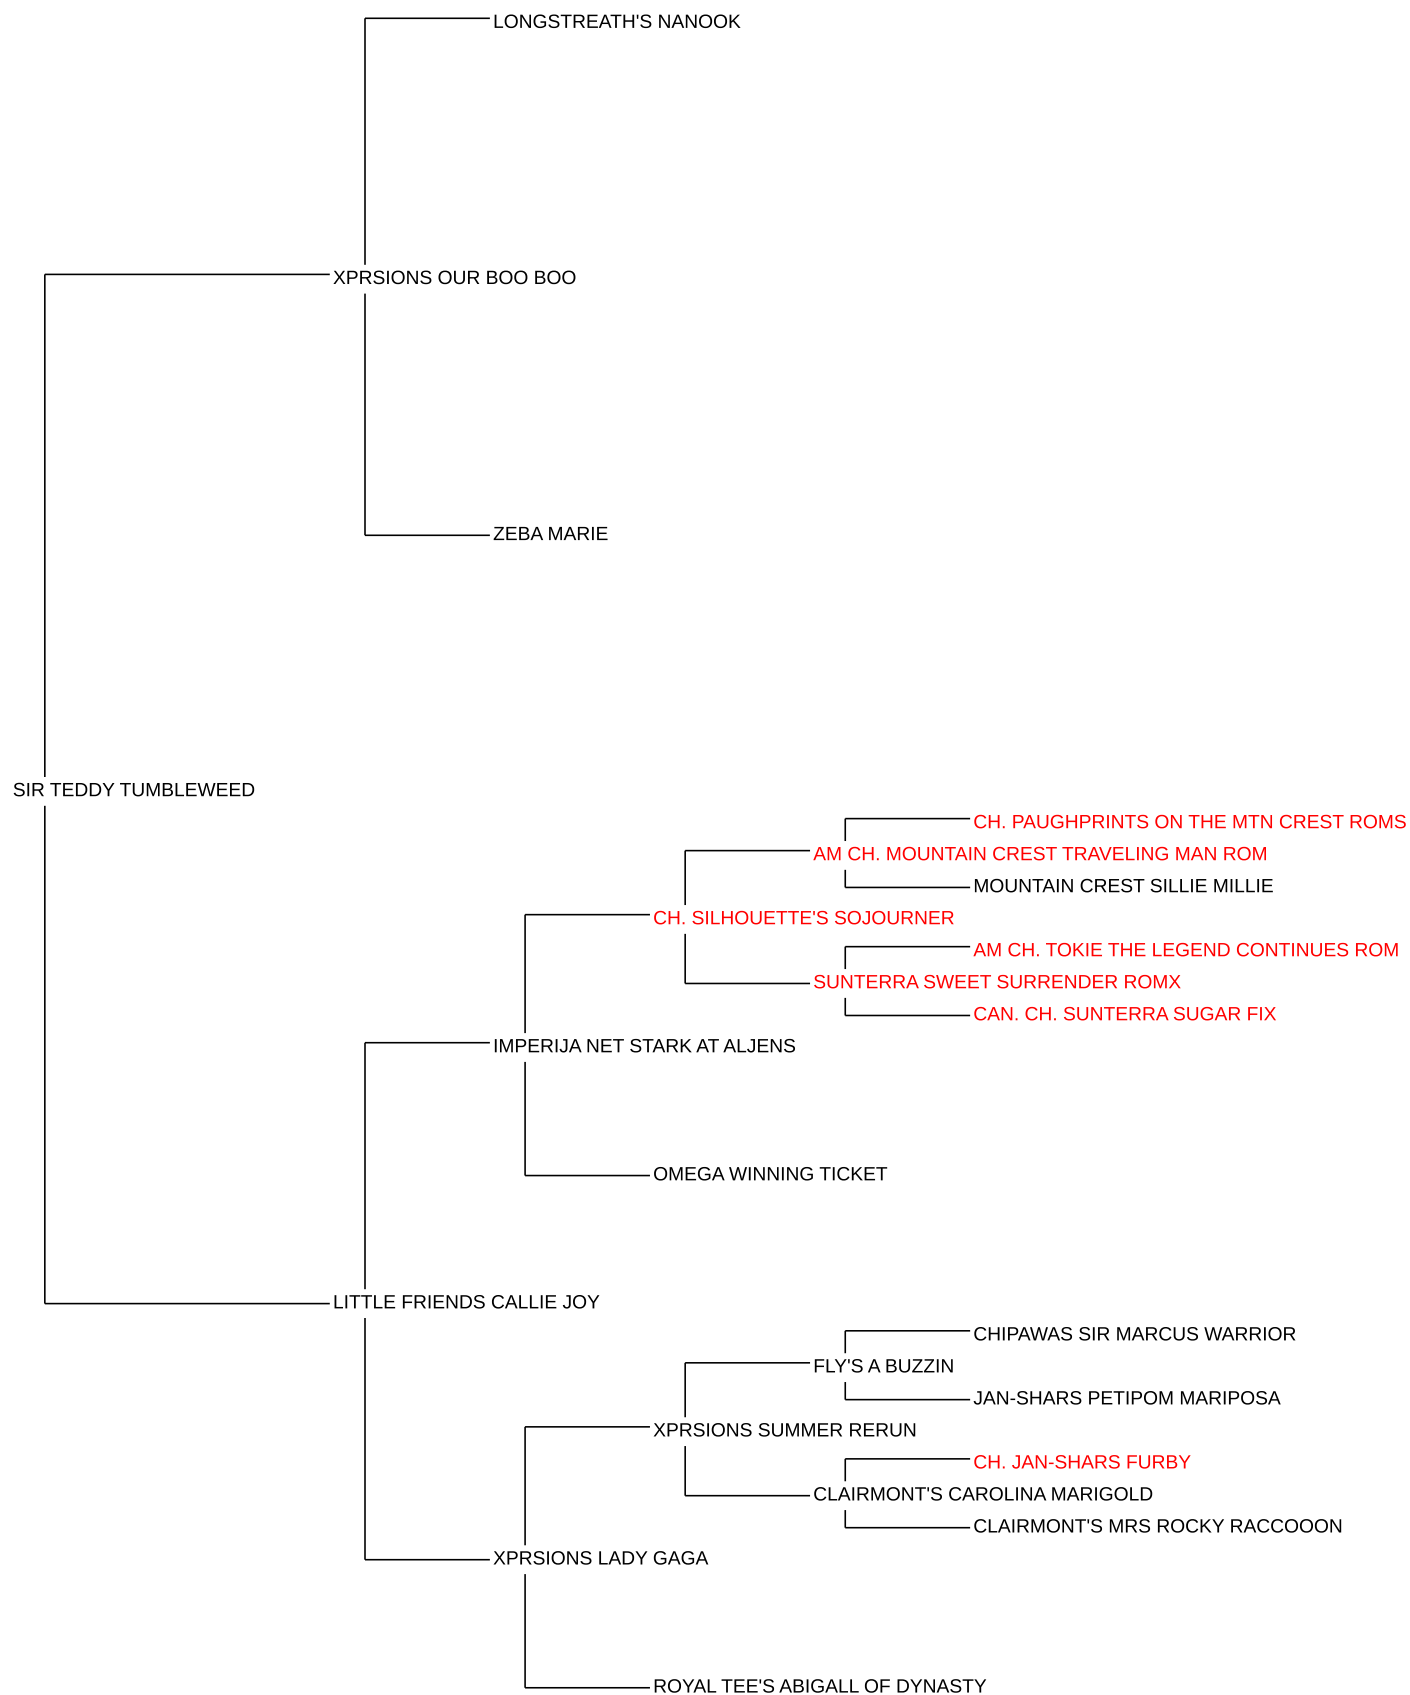 LONGSTREATH'S NANOOK
XPRSIONS OUR BOO BOO
ZEBA MARIE
SIR TEDDY TUMBLEWEED
CH. PAUGHPRINTS ON THE MTN CREST ROMS
AM CH. MOUNTAIN CREST TRAVELING MAN ROM
MOUNTAIN CREST SILLIE MILLIE
CH. SILHOUETTE'S SOJOURNER
AM CH. TOKIE THE LEGEND CONTINUES ROM
SUNTERRA SWEET SURRENDER ROMX
CAN. CH. SUNTERRA SUGAR FIX
IMPERIJA NET STARK AT ALJENS
OMEGA WINNING TICKET
LITTLE FRIENDS CALLIE JOY
CHIPAWAS SIR MARCUS WARRIOR
FLY'S A BUZZIN
JAN-SHARS PETIPOM MARIPOSA
XPRSIONS SUMMER RERUN
CH. JAN-SHARS FURBY
CLAIRMONT'S CAROLINA MARIGOLD
CLAIRMONT'S MRS ROCKY RACCOOON
XPRSIONS LADY GAGA
ROYAL TEE'S ABIGALL OF DYNASTY